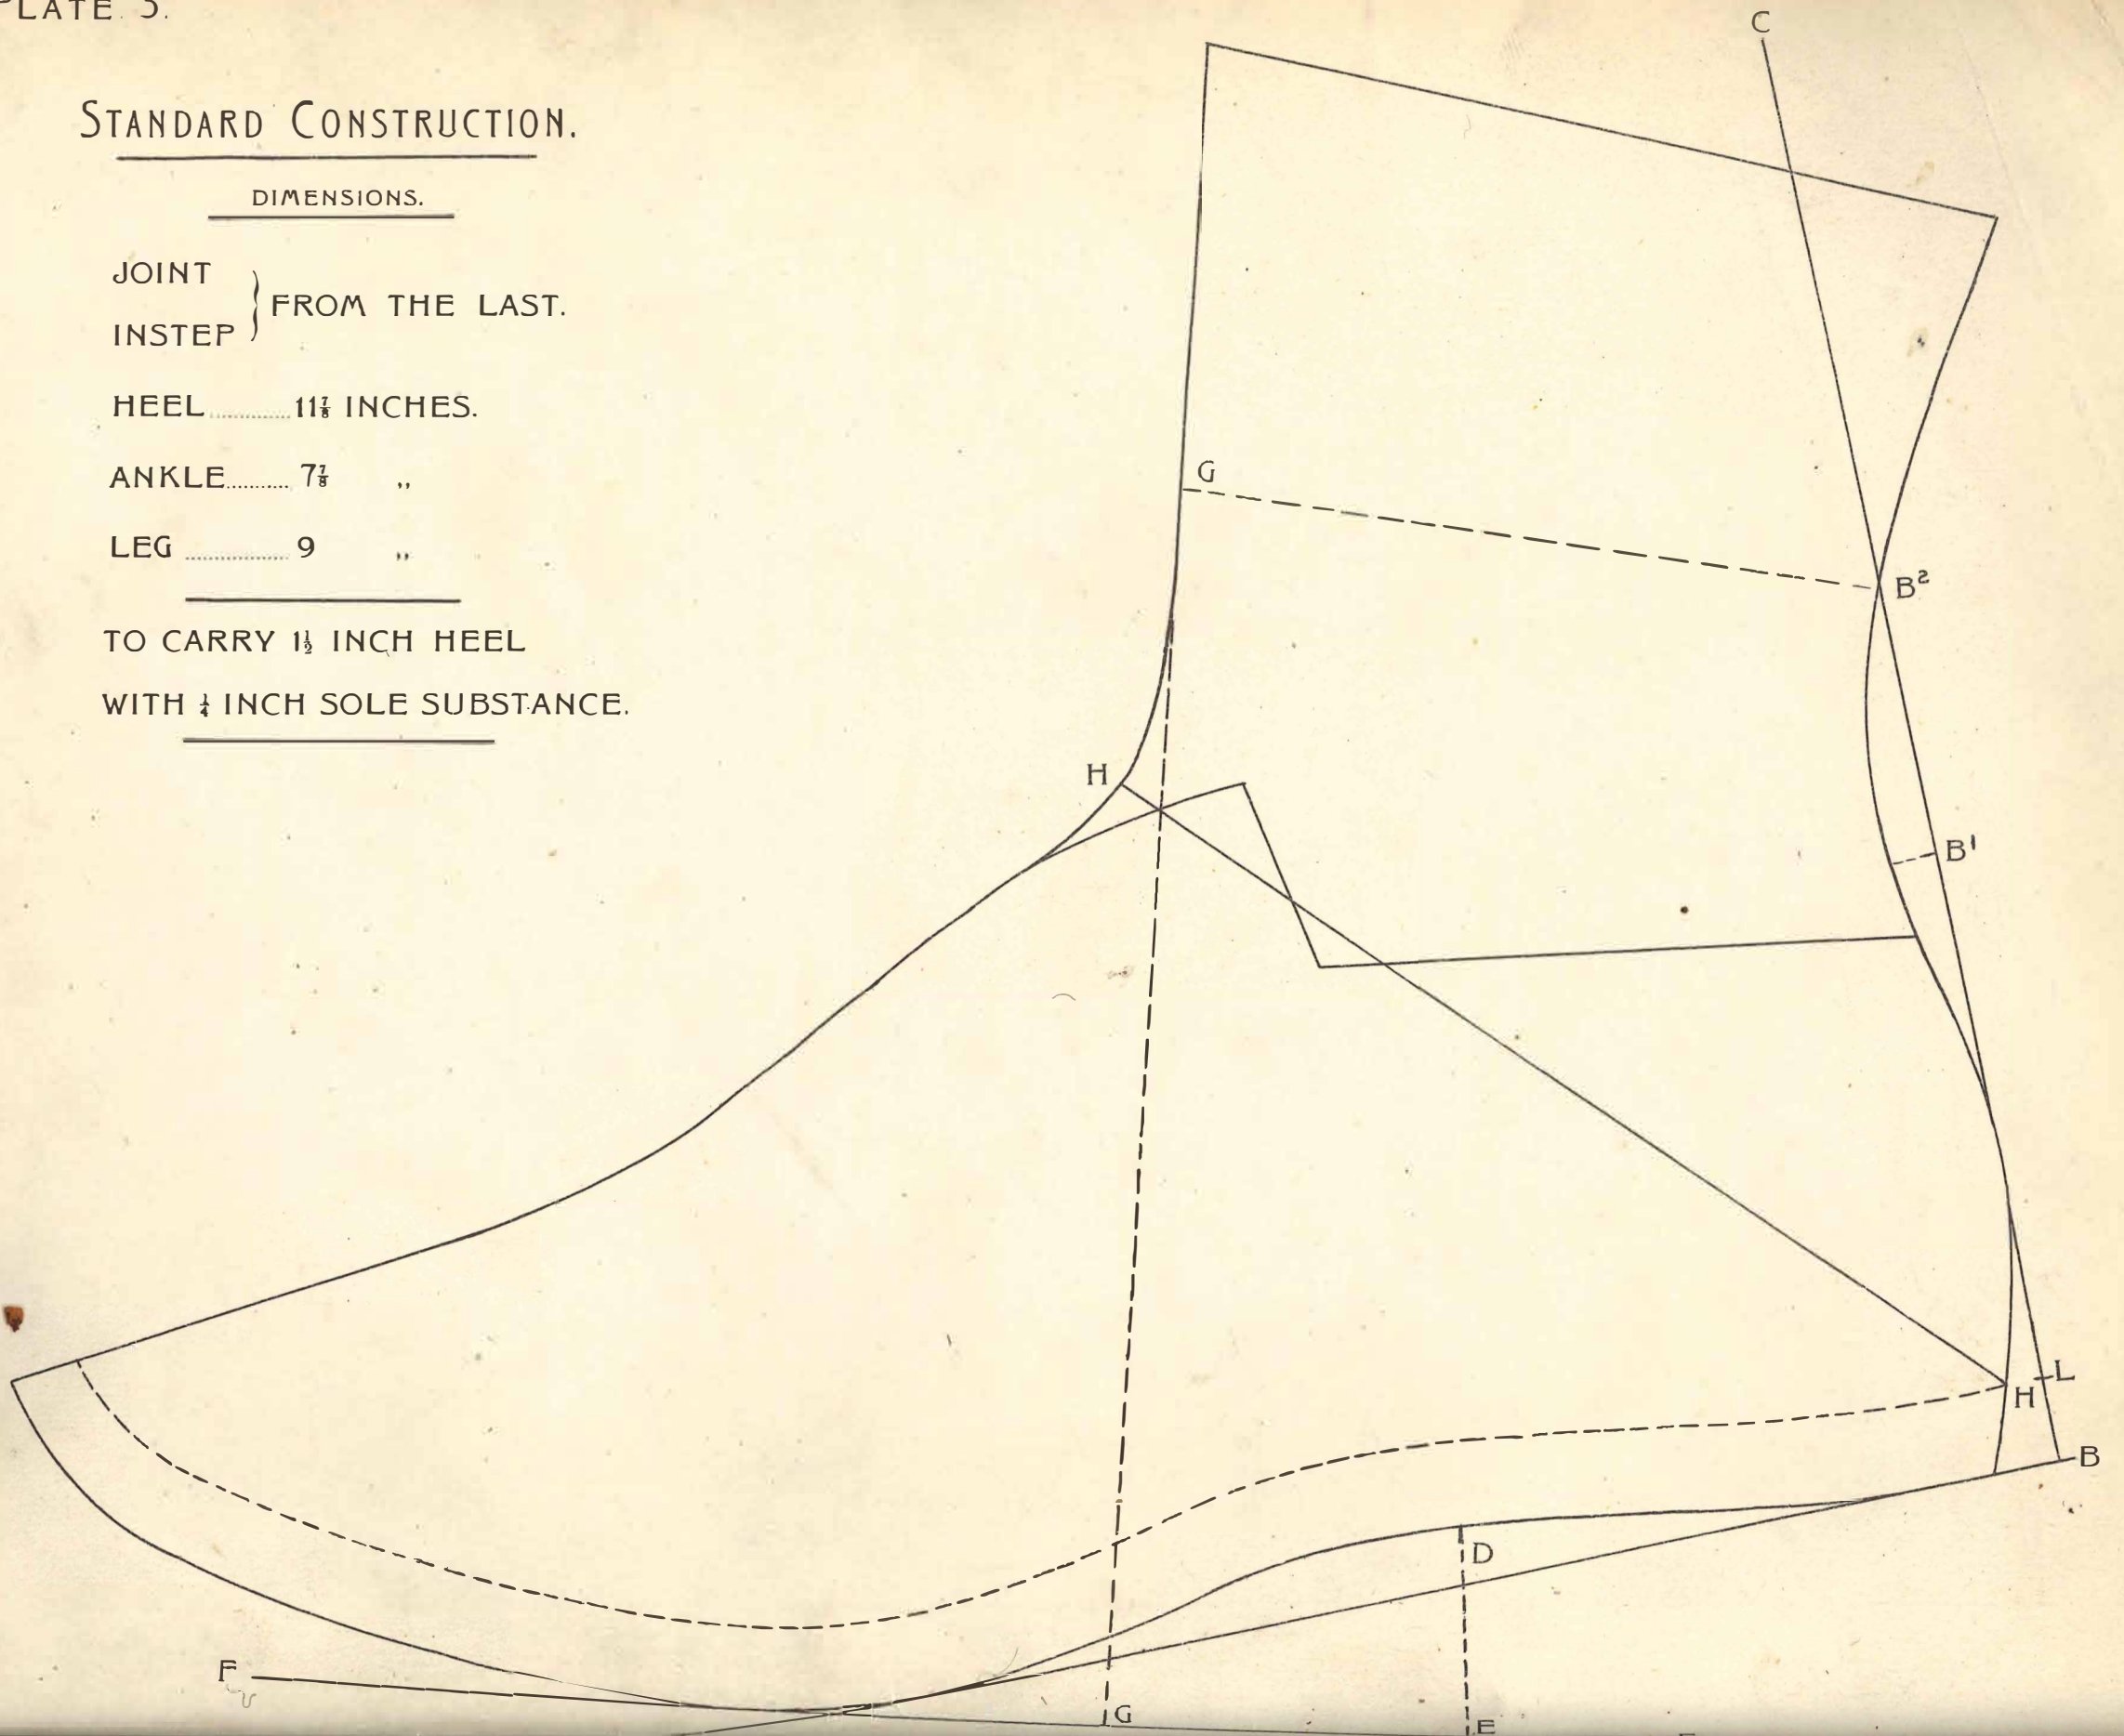 PLATE 3.
STANDARD CONSTRUCTION.
DIMENSIONS.
JOINT
INSTEP } FROM THE LAST.
HEEL .......... 11⅞ INCHES.
ANKLE .......... 7⅞ ,,
LEG .......... 9 ,,
TO CARRY 1½ INCH HEEL
WITH ¼ INCH SOLE SUBSTANCE.
C
G
B²
H
B¹
L
H
B
D
F
G
E